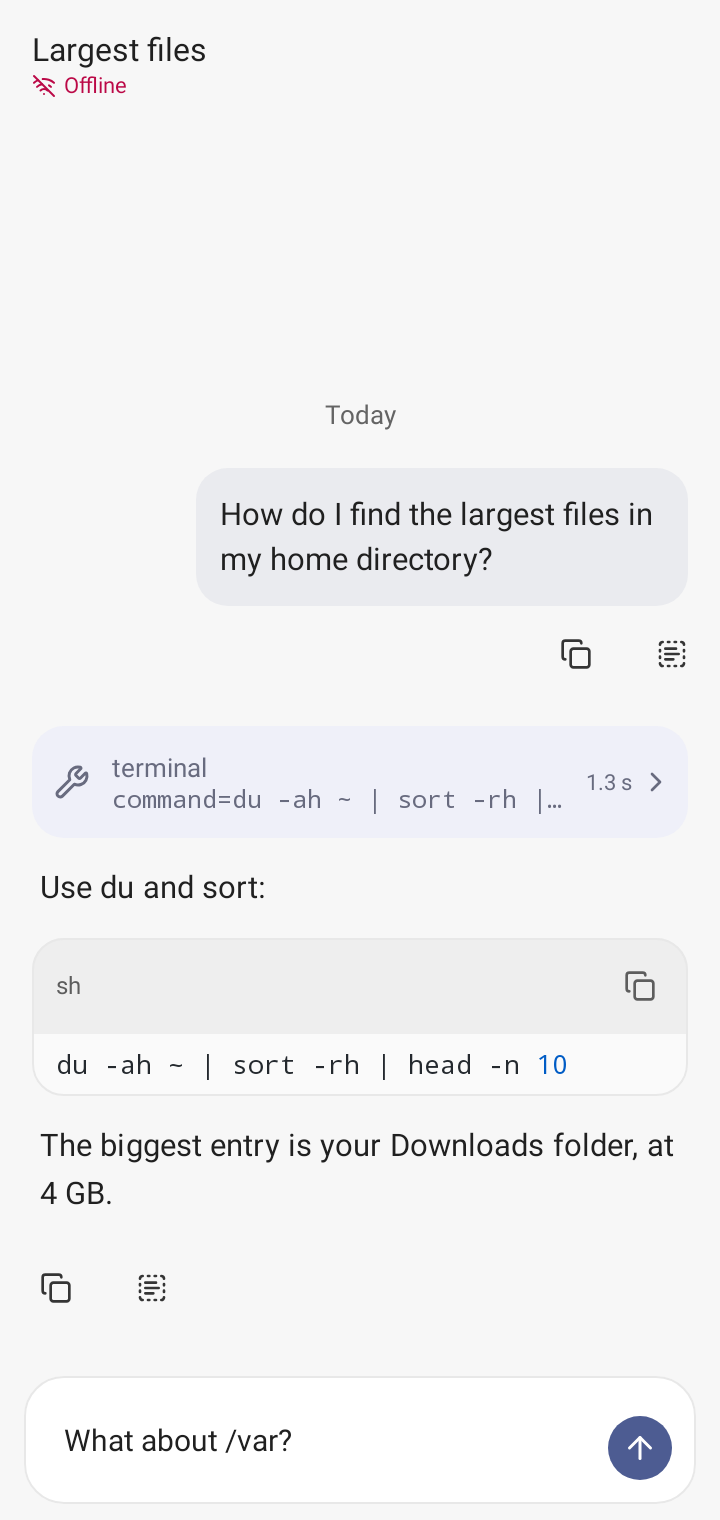 Largest files
Offline
Today
How do I find the largest files in
my home directory?
terminal
command=du -ah ~ | sort -rh |…
1.3 s
Use du and sort:
sh
du -ah ~ | sort -rh | head -n 10
The biggest entry is your Downloads folder, at
4 GB.
What about /var?